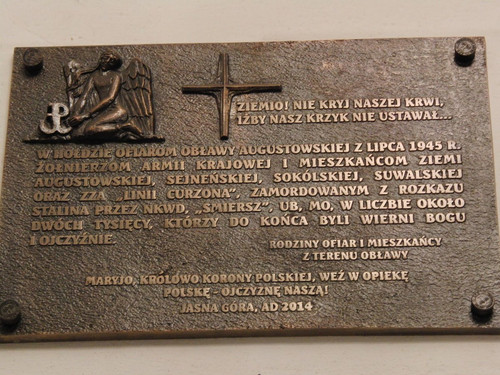 ZIEMIO! NIE KRYJ NASZEJ KRWI,
IŻBY NASZ KRZYK NIE USTAWAŁ...
W HOŁDZIE OFIAROM OBŁAWY AUGUSTOWSKIEJ Z LIPCA 1945 R.
ŻOŁNIERZOM ARMII KRAJOWEJ I MIESZKAŃCOM ZIEMI
AUGUSTOWSKIEJ, SEJNEŃSKIEJ, SOKÓLSKIEJ, SUWALSKIEJ
ORAZ ZZA „LINII CURZONA”, ZAMORDOWANYM Z ROZKAZU
STALINA PRZEZ NKWD, „SMIERSZ”, UB, MO, W LICZBIE OKOŁO
DWÓCH TYSIĘCY, KTÓRZY DO KOŃCA BYLI WIERNI BOGU
I OJCZYŹNIE.
RODZINY OFIAR I MIESZKAŃCY
Z TERENU OBŁAWY
MARYJO, KRÓLOWO KORONY POLSKIEJ, WEŹ W OPIEKĘ
POLSKĘ - OJCZYZNĘ NASZĄ!
JASNA GÓRA, AD 2014